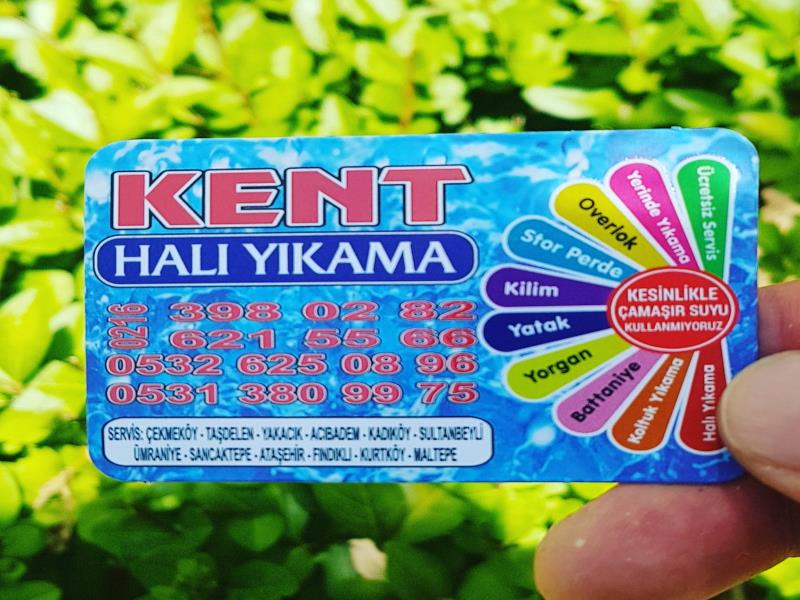 KENT
HALI YIKAMA
0216 398 02 82
621 55 66
0532 625 08 96
0531 380 99 75
SERVİS: ÇEKMEKÖY - TAŞDELEN - YAKACIK - ACIBADEM - KADIKÖY - SULTANBEYLİ
ÜMRANİYE - SANCAKTEPE - ATAŞEHİR - FINDIKLI - KURTKÖY - MALTEPE
Ücretsiz Servis
Yerinde Yıkama
Overlok
Stor Perde
Kilim
Yatak
Yorgan
Battaniye
Koltuk Yıkama
Halı Yıkama
KESİNLİKLE
ÇAMAŞIR SUYU
KULLANMIYORUZ